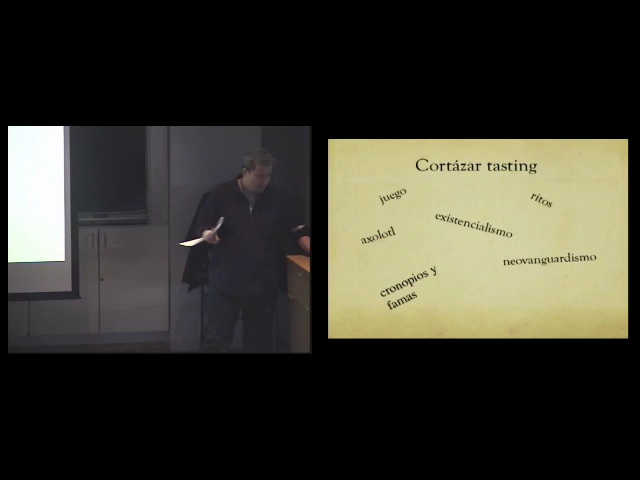 Cortázar tasting
juego
ritos
existencialismo
axolotl
neovanguardismo
cronopios y
famas